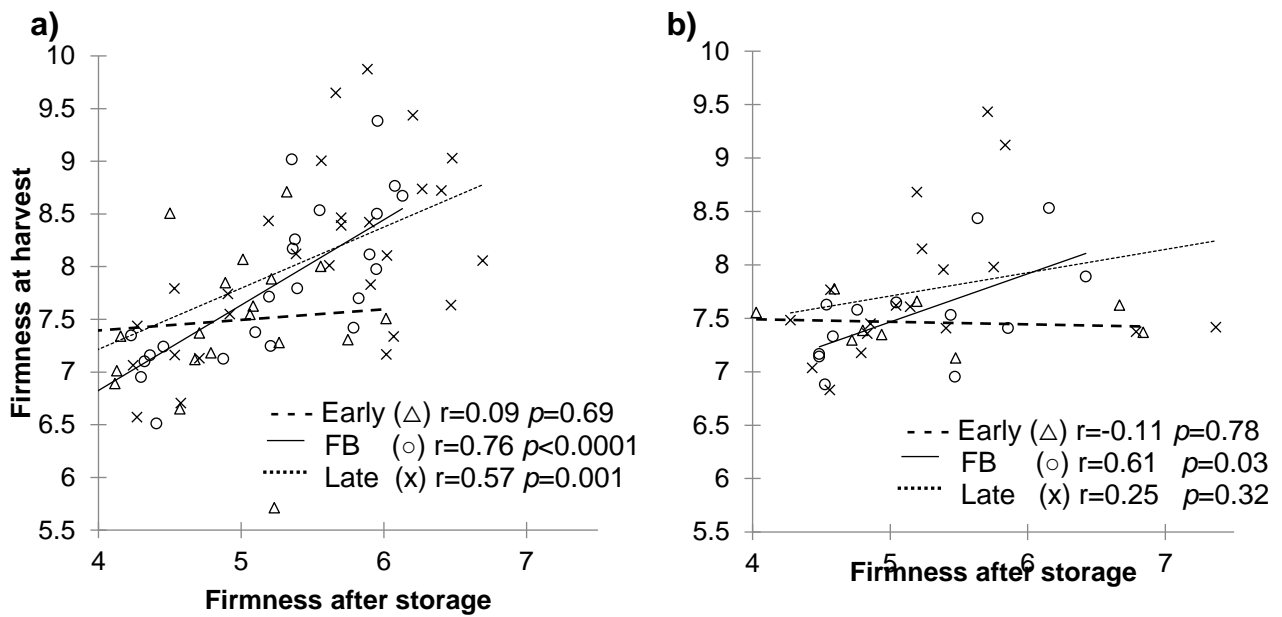 a)
10
9.5
9
8.5
8
7.5
7
6.5
6
5.5
4 5 6 7
Firmness at harvest
Firmness after storage
Early (△) r=0.09 p=0.69
FB (○) r=0.76 p<0.0001
Late (x) r=0.57 p=0.001
b)
10
9.5
9
8.5
8
7.5
7
6.5
6
5.5
4 5 6 7
Firmness after storage
Early (△) r=-0.11 p=0.78
FB (○) r=0.61 p=0.03
Late (x) r=0.25 p=0.32